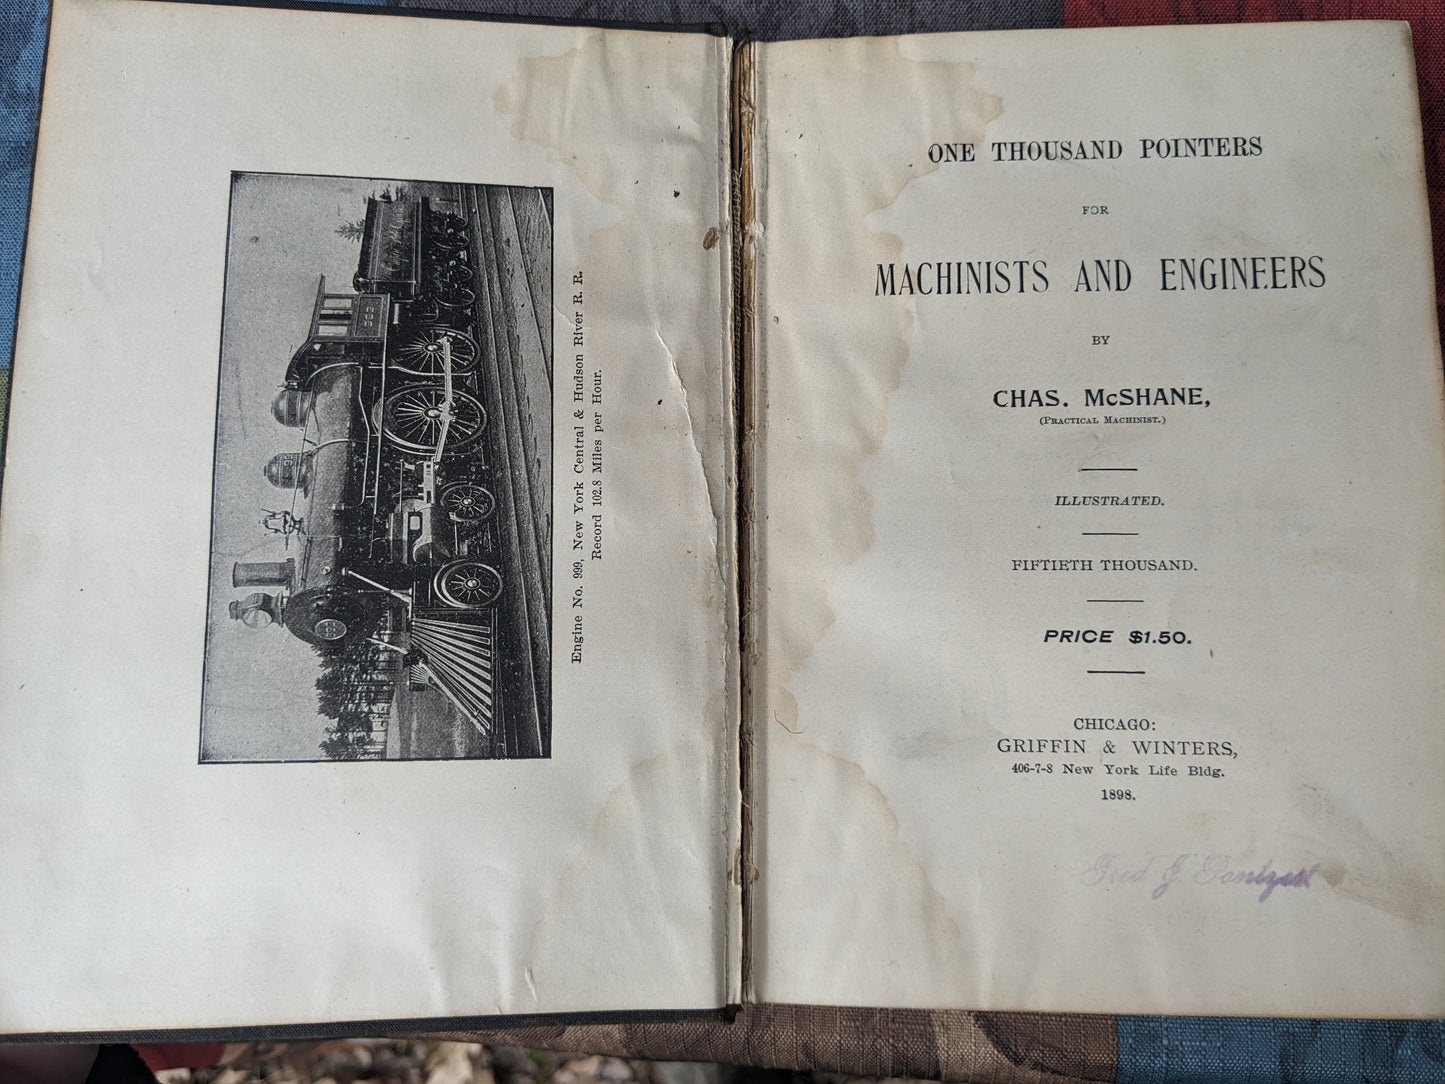 Engine No. 999, New York Central & Hudson River R. R.
Record 102.8 Miles per Hour.
999
ONE THOUSAND POINTERS
FOR
MACHINISTS AND ENGINEERS
BY
CHAS. McSHANE,
(Practical Machinist.)
ILLUSTRATED.
FIFTIETH THOUSAND.
PRICE $1.50.
CHICAGO:
GRIFFIN & WINTERS,
406-7-8 New York Life Bldg.
1898.
J.